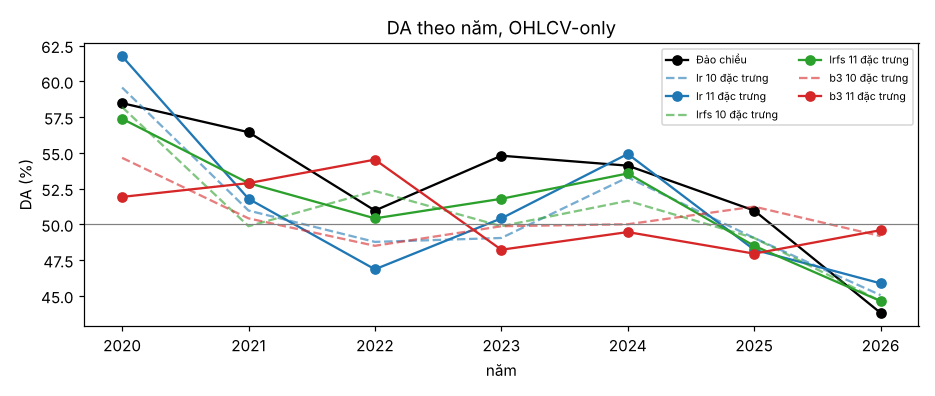 DA theo năm, OHLCV-only
DA (%)
62.5
60.0
57.5
55.0
52.5
50.0
47.5
45.0
Đảo chiều
lr 10 đặc trưng
lr 11 đặc trưng
lrfs 10 đặc trưng
lrfs 11 đặc trưng
b3 10 đặc trưng
b3 11 đặc trưng
2020 2021 2022 2023 2024 2025 2026
năm